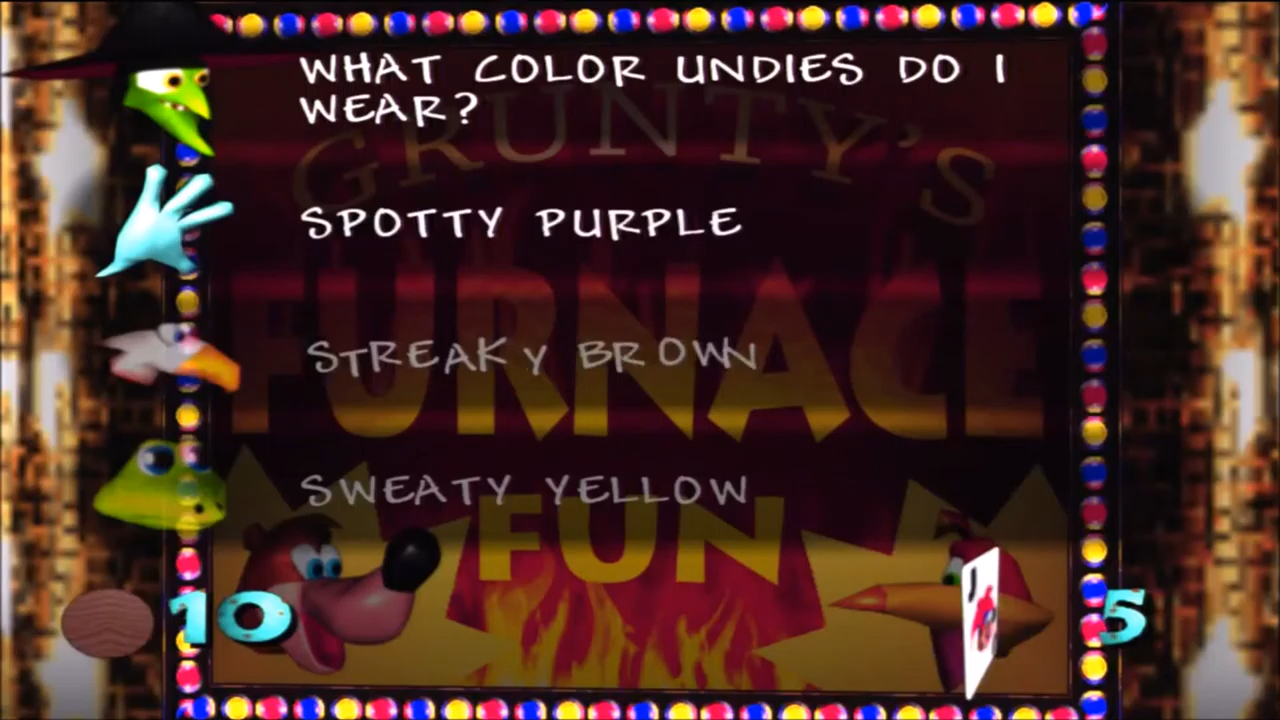 WHAT COLOR UNDIES DO I
WEAR?
GRUNTY'S
SPOTTY PURPLE
FURNACE
STREAKY BROWN
SWEATY YELLOW
FUN
10
J
5